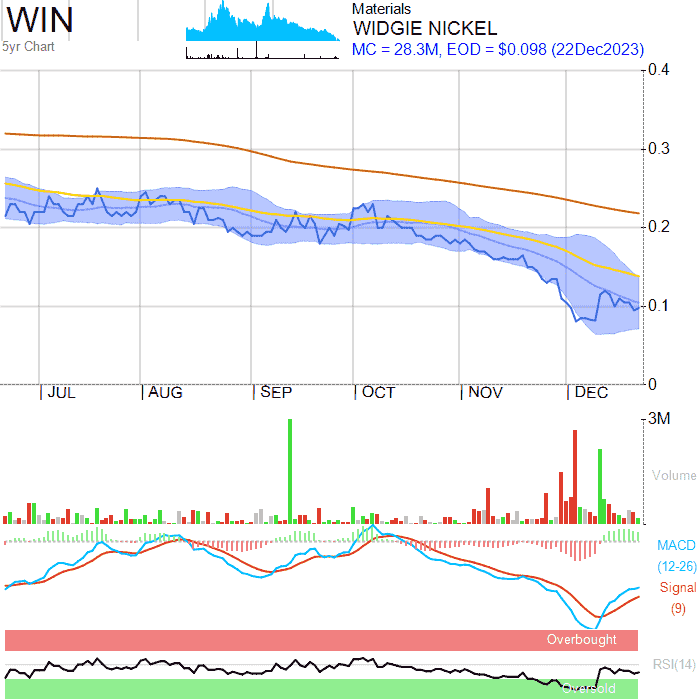 WIN
5yr Chart
Materials
WIDGIE NICKEL
MC = 28.3M, EOD = $0.098 (22Dec2023)
0.4
0.3
0.2
0.1
0
JUL AUG SEP OCT NOV DEC
3M
Volume
MACD
(12-26)
Signal
(9)
Overbought
RSI(14)
Oversold